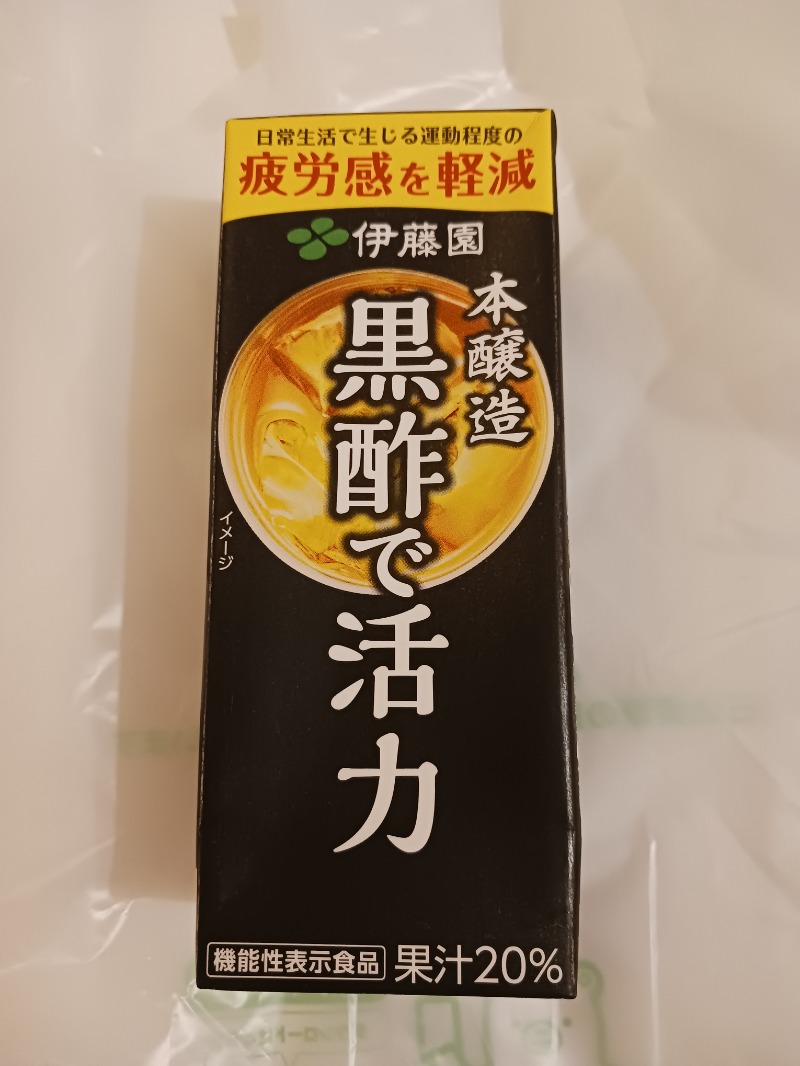 日常生活で生じる運動程度の
疲労感を軽減
伊藤園
本醸造
黒酢で活力
イメージ
機能性表示食品
果汁20%